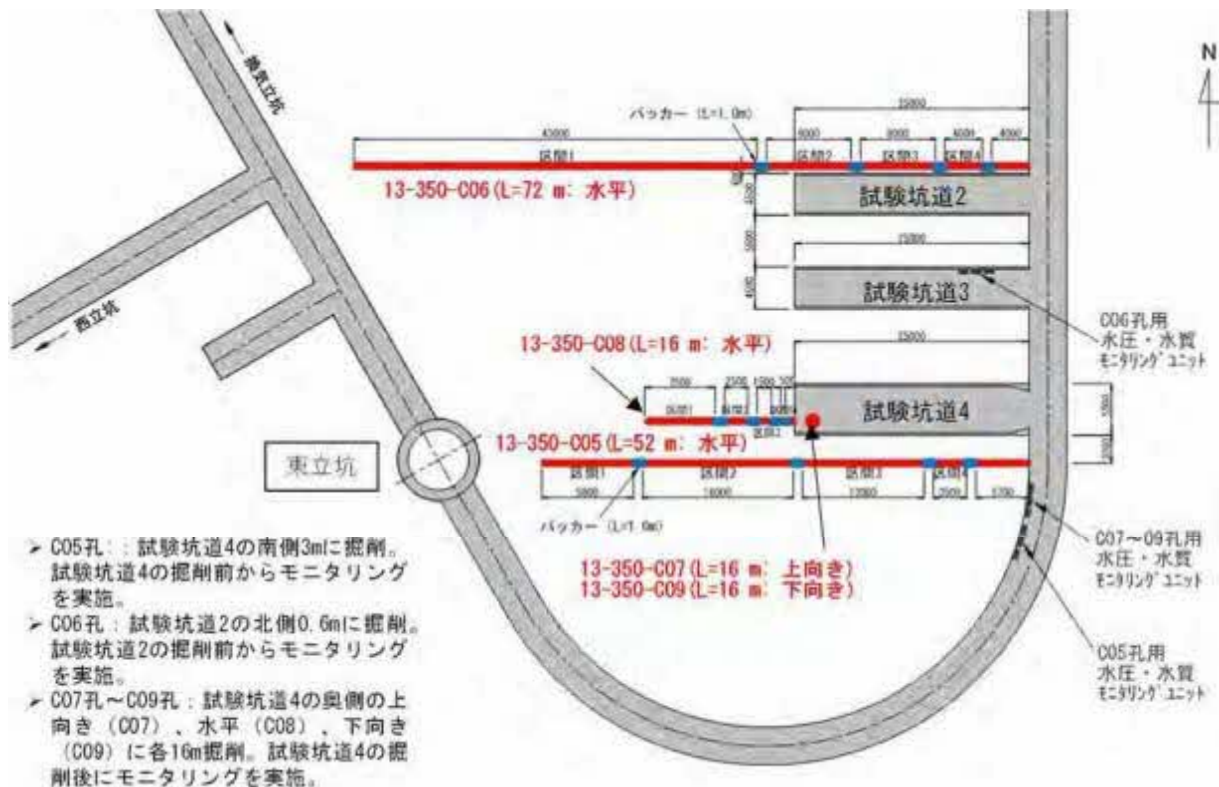 N
換気立坑
25000
パッカー (L=1.0m)
43000
8000
8000
4000
4000
区間1
区間2
区間3
区間4
13-350-C06(L=72 m: 水平)
試験坑道2
25000
試験坑道3
西立坑
C06孔用
水圧・水質
ﾓﾆﾀﾘﾝｸﾞﾕﾆｯﾄ
13-350-C08(L=16 m: 水平)
25000
2500
1500
区間1
試験坑道4
13-350-C05(L=52 m: 水平)
東立坑
区間1
区間2
区間3
区間4
パッカー (L=1.0m)
C07～09孔用
水圧・水質
ﾓﾆﾀﾘﾝｸﾞﾕﾆｯﾄ
13-350-C07(L=16 m: 上向き)
13-350-C09(L=16 m: 下向き)
C05孔用
水圧・水質
ﾓﾆﾀﾘﾝｸﾞﾕﾆｯﾄ
➢ C05孔：：試験坑道4の南側3mに掘削。
試験坑道4の掘削前からモニタリング
を実施。
➢ C06孔：試験坑道2の北側0.6mに掘削。
試験坑道2の掘削前からモニタリング
を実施。
➢ C07孔～C09孔：試験坑道4の奥側の上
向き（C07）、水平（C08）、下向き
（C09）に各16m掘削。試験坑道4の掘
削後にモニタリングを実施。